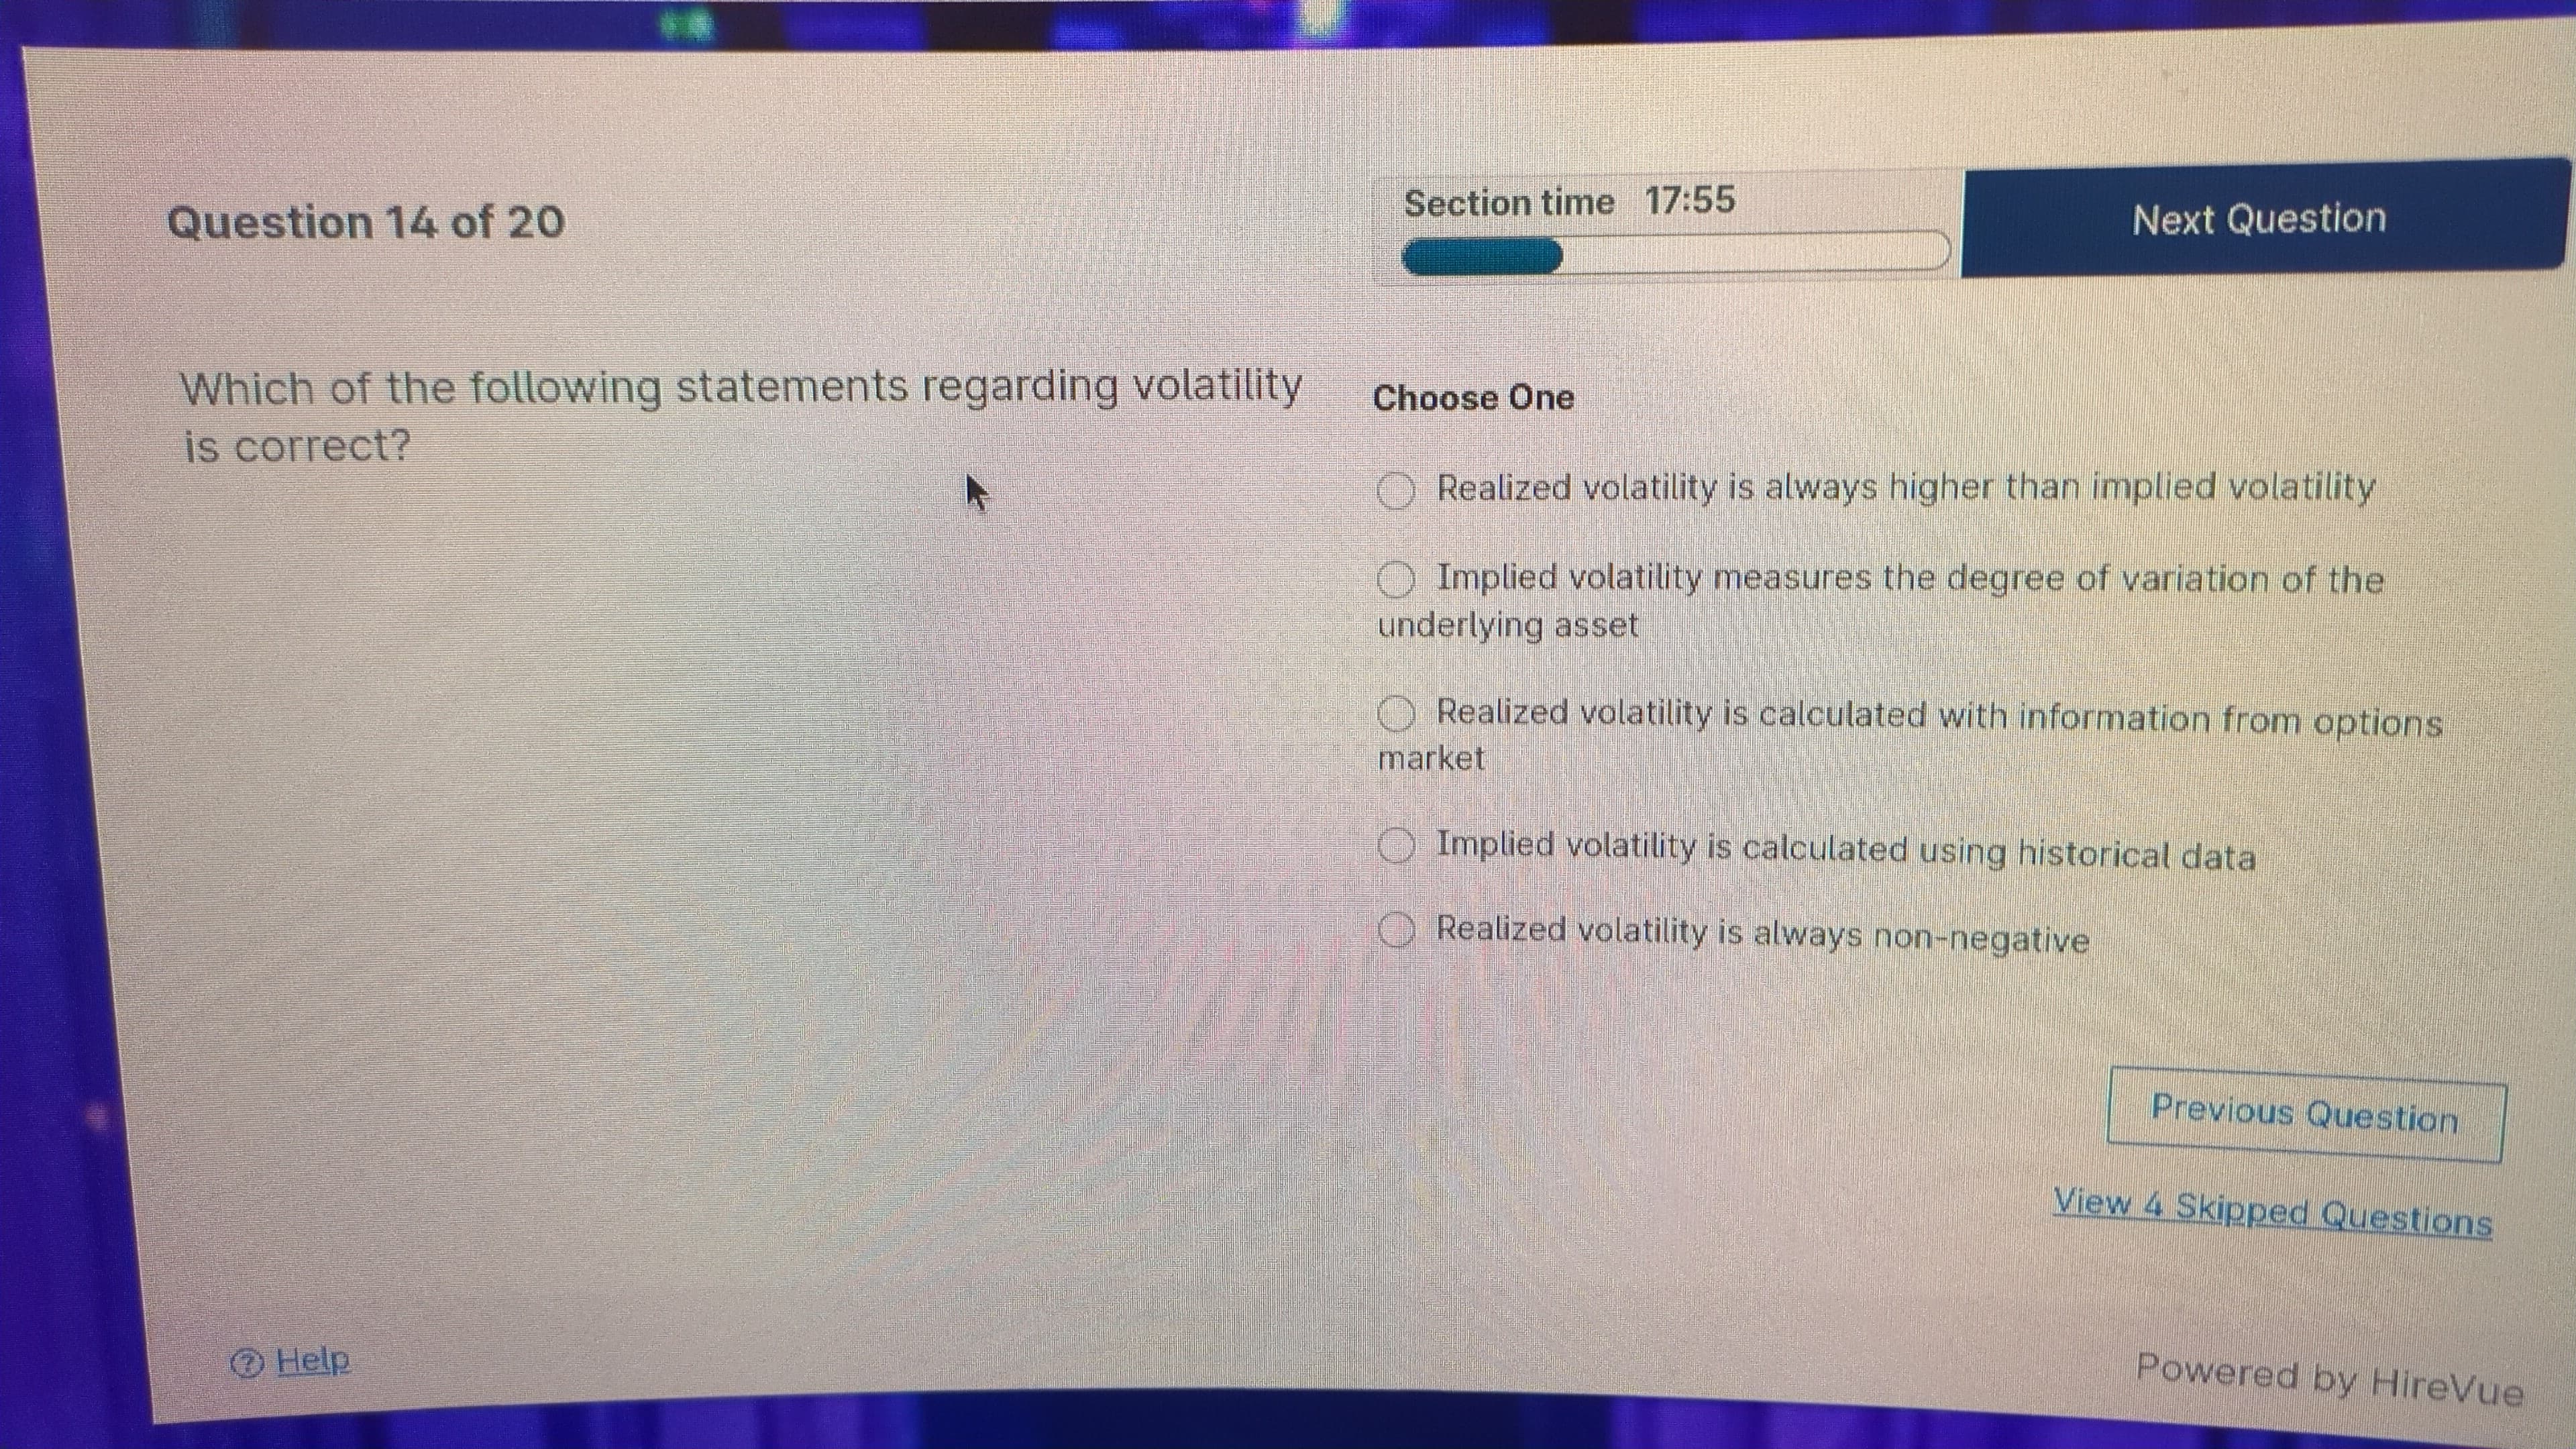 Question 14 of 20
Section time 17:55
Next Question
Which of the following statements regarding volatility
is correct?
Choose One
Realized volatility is always higher than implied volatility
Implied volatility measures the degree of variation of the
underlying asset
Realized volatility is calculated with information from options
market
Implied volatility is calculated using historical data
Realized volatility is always non-negative
Previous Question
View 4 Skipped Questions
? Help
Powered by HireVue